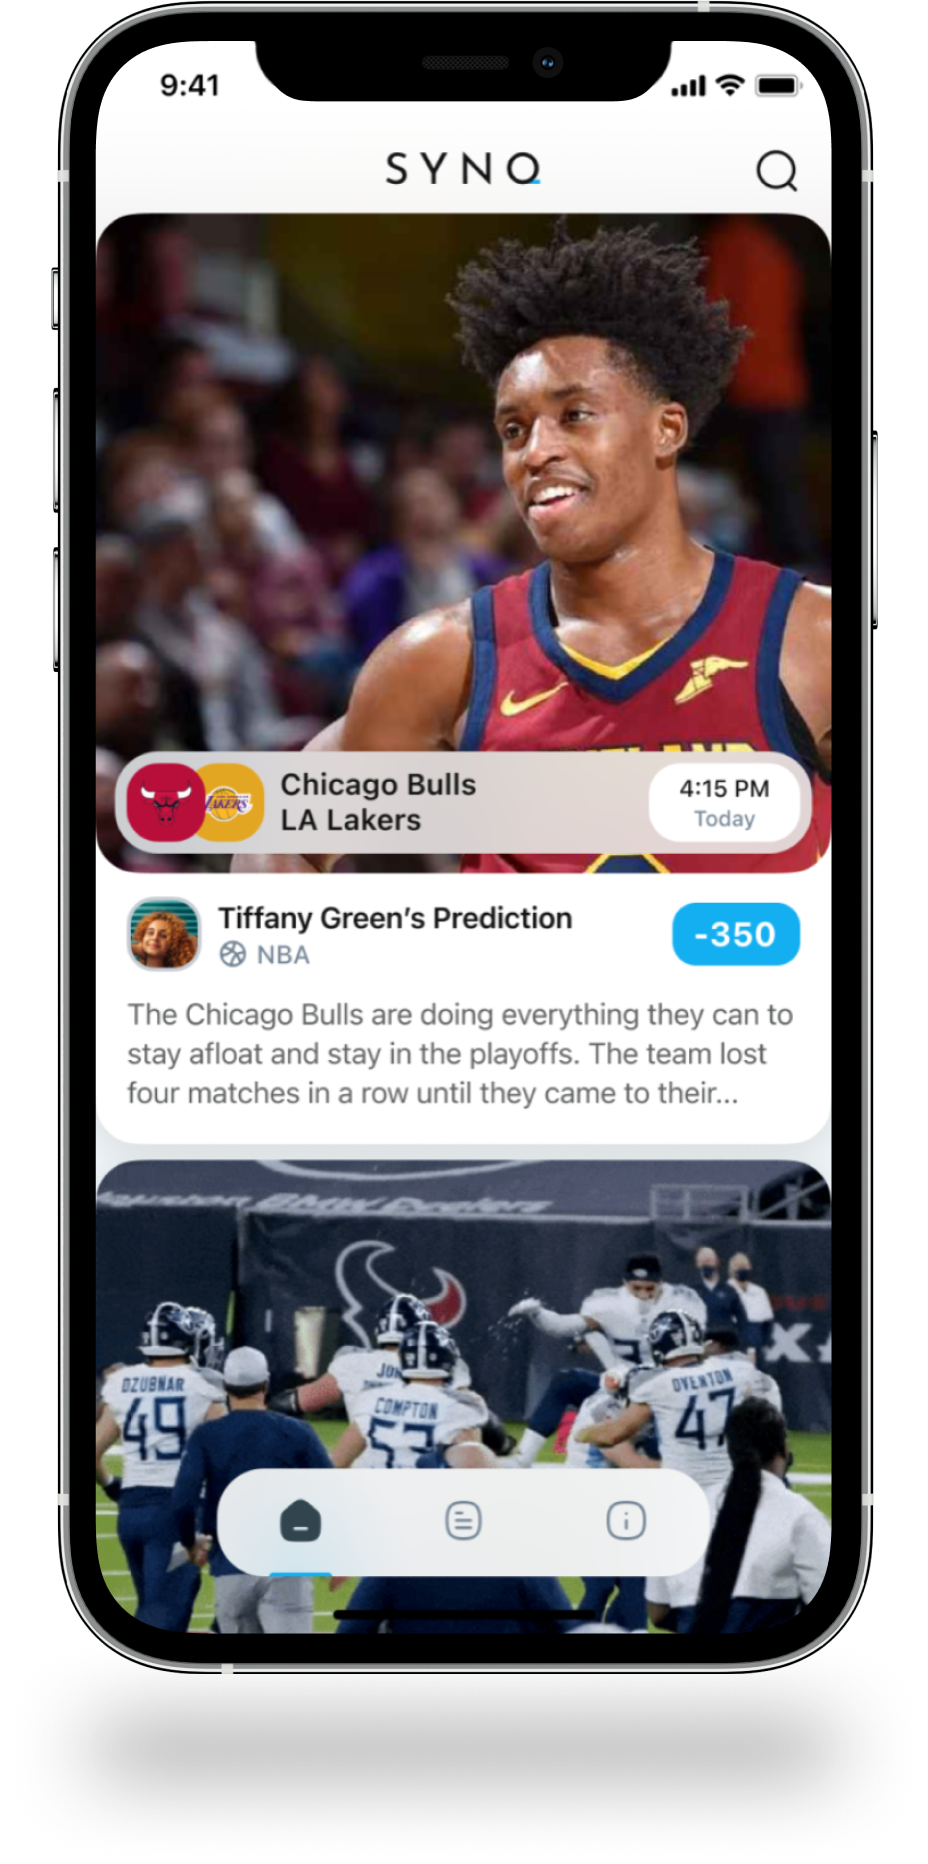 9:41
SYNQ
LAKERS
Chicago Bulls
LA Lakers
4:15 PM
Today
Tiffany Green’s Prediction
NBA
-350
The Chicago Bulls are doing everything they can to
stay afloat and stay in the playoffs. The team lost
four matches in a row until they came to their...
DZUBNAR
49
COMPTON
53
OVERTON
47